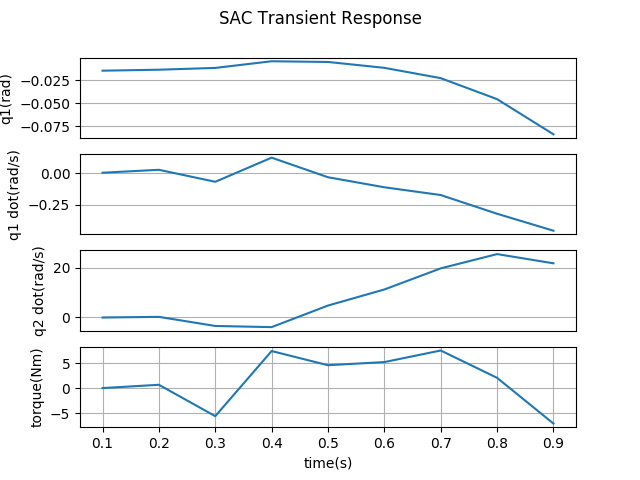 SAC Transient Response
q1(rad)
−0.025
−0.050
−0.075
q1 dot(rad/s)
0.00
−0.25
q2 dot(rad/s)
20
0
torque(Nm)
5
0
−5
0.1 0.2 0.3 0.4 0.5 0.6 0.7 0.8 0.9
time(s)